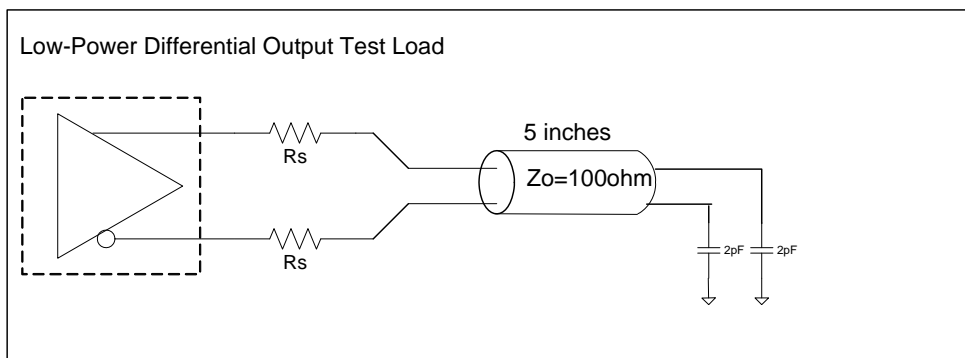 Low-Power Differential Output Test Load
Rs
5 inches
Zo=100ohm
Rs
2pF
2pF